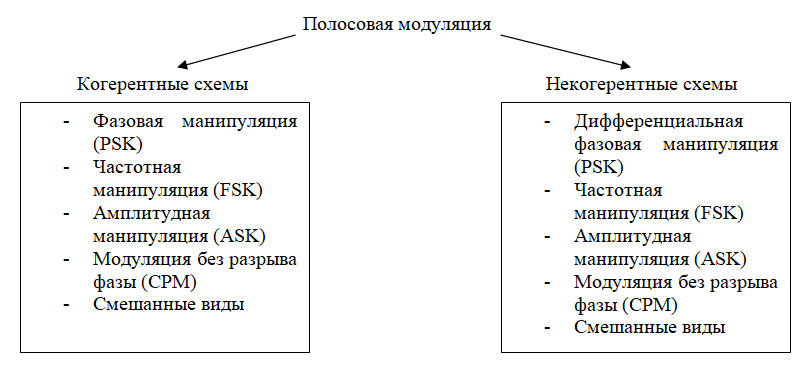 Полосовая модуляция
Когерентные схемы
- Фазовая манипуляция
(PSK)
- Частотная
манипуляция (FSK)
- Амплитудная
манипуляция (ASK)
- Модуляция без разрыва
фазы (CPM)
- Смешанные виды
Некогерентные схемы
- Дифференциальная
фазовая манипуляция
(PSK)
- Частотная
манипуляция (FSK)
- Амплитудная
манипуляция (ASK)
- Модуляция без разрыва
фазы (CPM)
- Смешанные виды